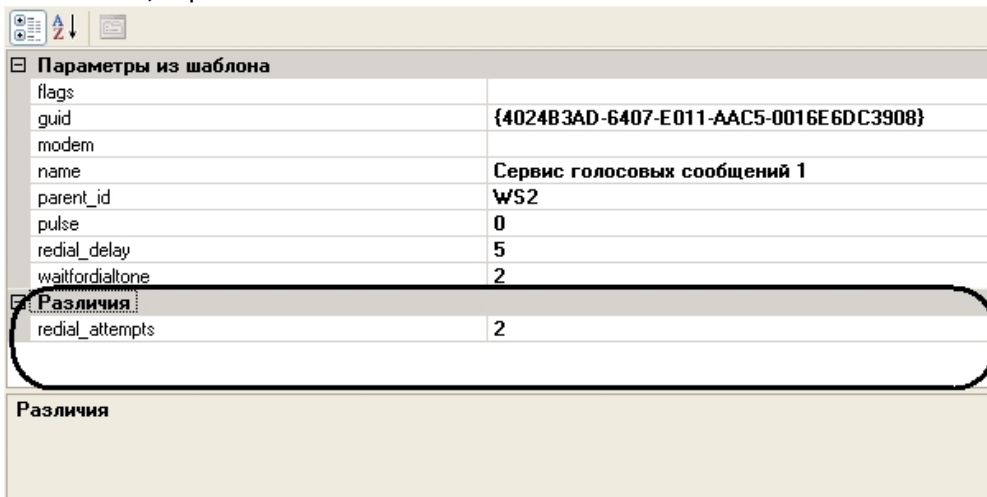 Параметры из шаблона
flags
guid {4024B3AD-6407-E011-AAC5-0016E6DC3908}
modem
name Сервис голосовых сообщений 1
parent_id WS2
pulse 0
redial_delay 5
waitfordialtone 2
Различия
redial_attempts 2
Различия